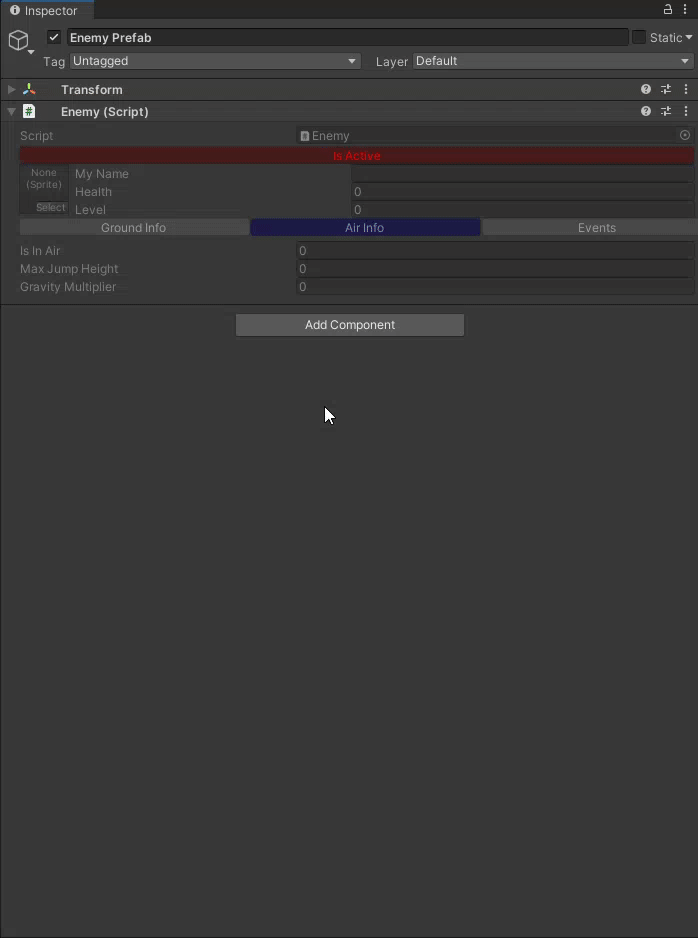 Inspector
Enemy Prefab Static
Tag Untagged Layer Default
Transform
# Enemy (Script)
Script # Enemy
Is Active
None
(Sprite)
Select
My Name
Health 0
Level 0
Ground Info Air Info Events
Is In Air 0
Max Jump Height 0
Gravity Multiplier 0
Add Component